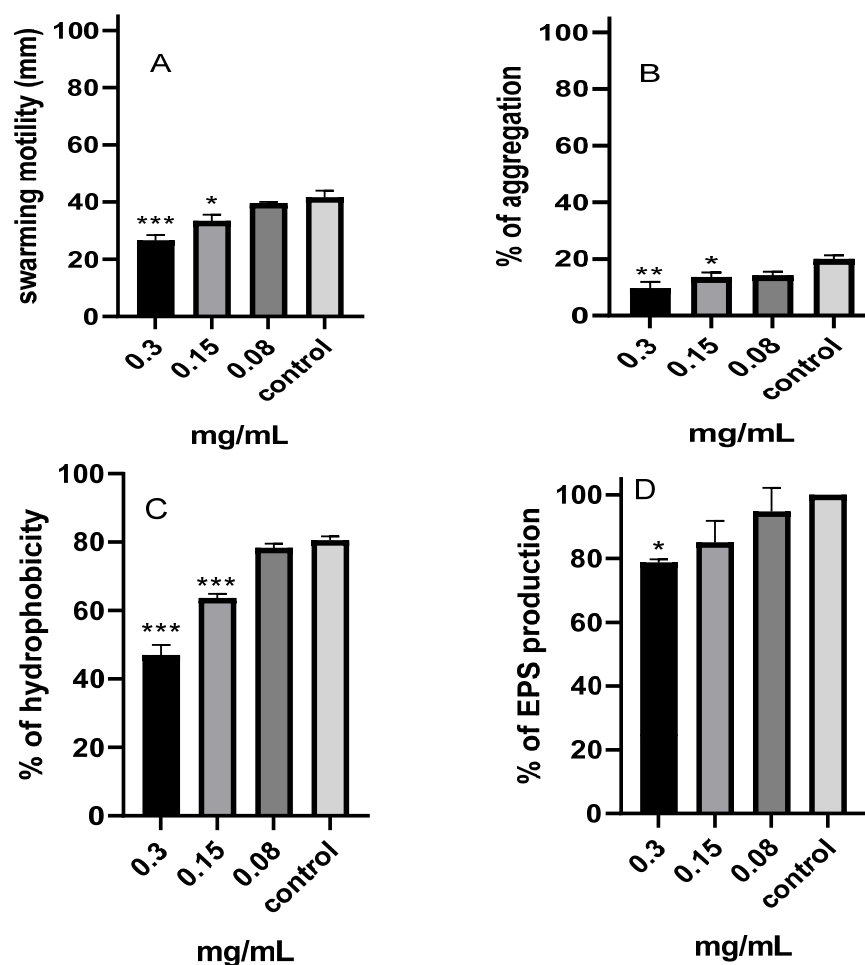 A
swarming motility (mm)
100
80
60
40
20
0
***
*
0.3
0.15
0.08
control
mg/mL
B
% of aggregation
100
80
60
40
20
0
**
*
0.3
0.15
0.08
control
mg/mL
C
% of hydrophobicity
100
80
60
40
20
0
***
***
0.3
0.15
0.08
control
mg/mL
D
% of EPS production
100
80
60
40
20
0
*
0.3
0.15
0.08
control
mg/mL